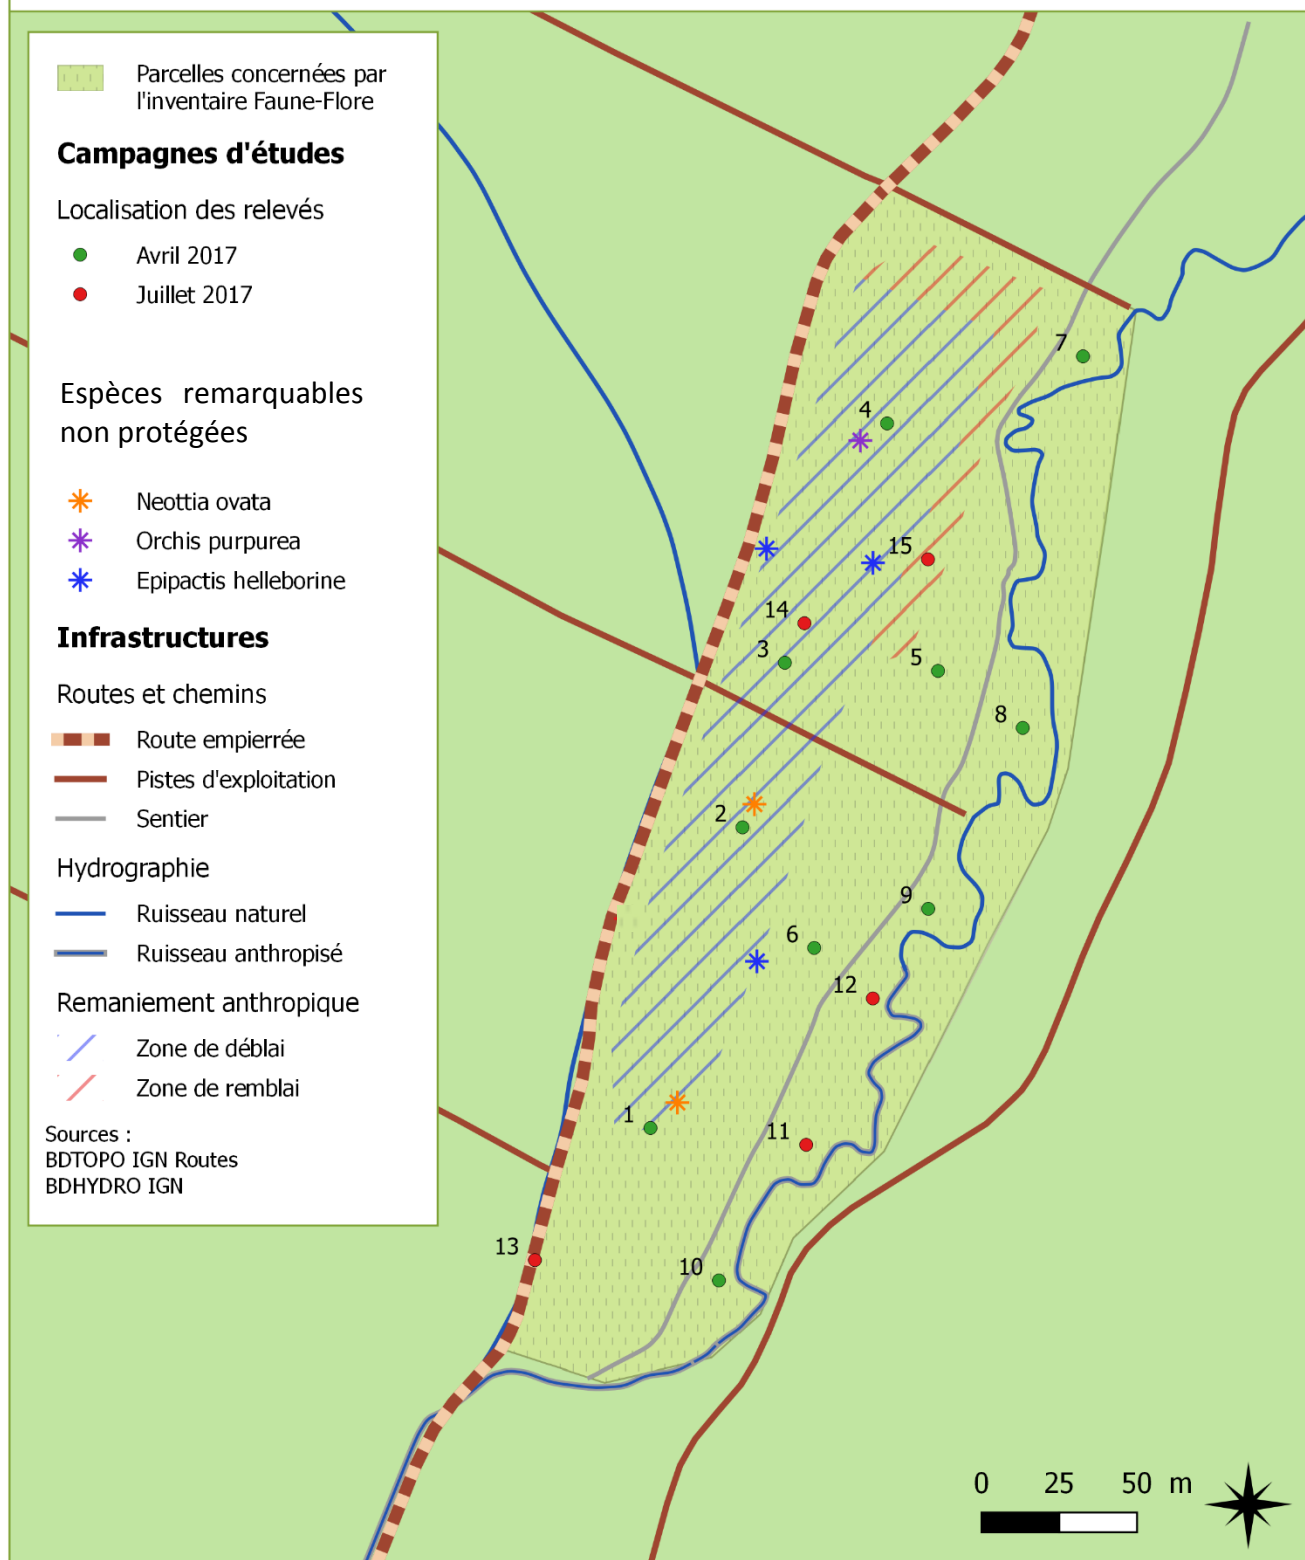 Parcelles concernées par
l'inventaire Faune-Flore
Campagnes d'études
Localisation des relevés
Avril 2017
Juillet 2017
Espèces remarquables
non protégées
Neottia ovata
Orchis purpurea
Epipactis helleborine
Infrastructures
Routes et chemins
Route empierrée
Pistes d'exploitation
Sentier
Hydrographie
Ruisseau naturel
Ruisseau anthropisé
Remaniement anthropique
Zone de déblai
Zone de remblai
Sources :
BDTOPO IGN Routes
BDHYDRO IGN
7
4
15
14
3
5
8
2
9
6
12
1
11
13
10
0 25 50 m